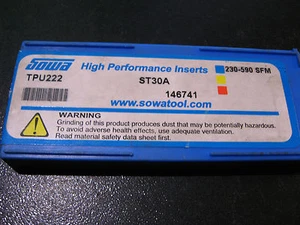 Sowa High Performance Inserts 230-590 SFM
TPU222 ST30A
146741
www.sowatool.com
WARNING
Grinding of this product produces dust that may be potentially hazardous.
To avoid adverse health effects, use adequate ventilation.
Read material safety data sheet first.